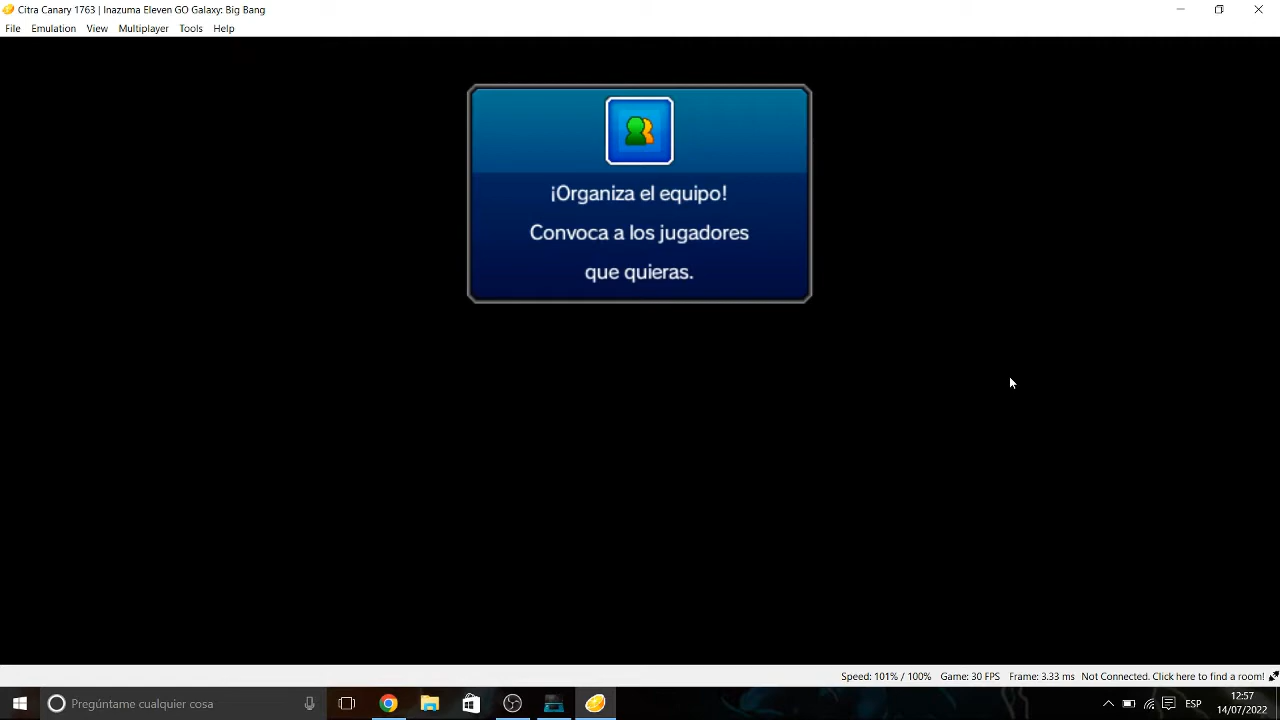 Citra Canary 1763 | Inazuma Eleven GO Galaxy: Big Bang
File Emulation View Multiplayer Tools Help
¡Organiza el equipo!
Convoca a los jugadores
que quieras.
Speed: 101% / 100% Game: 30 FPS Frame: 3.33 ms Not Connected. Click here to find a room!
Pregúntame cualquier cosa
ESP
12:57
14/07/2022